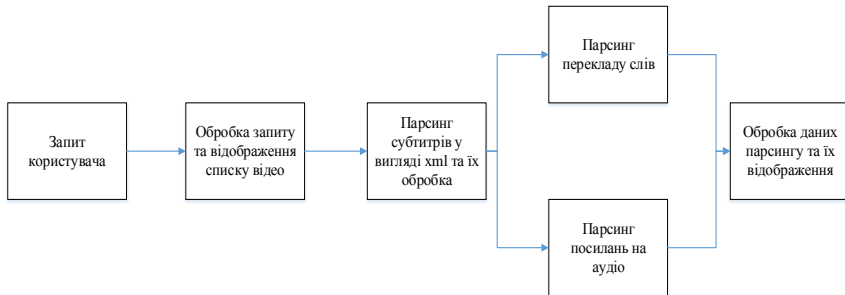 Запит
користувача
Обробка запиту
та відображення
списку відео
Парсинг
субтитрів у
вигляді xml та їх
обробка
Парсинг
перекладу слів
Парсинг
посилань на
аудіо
Обробка даних
парсингу та їх
відображення